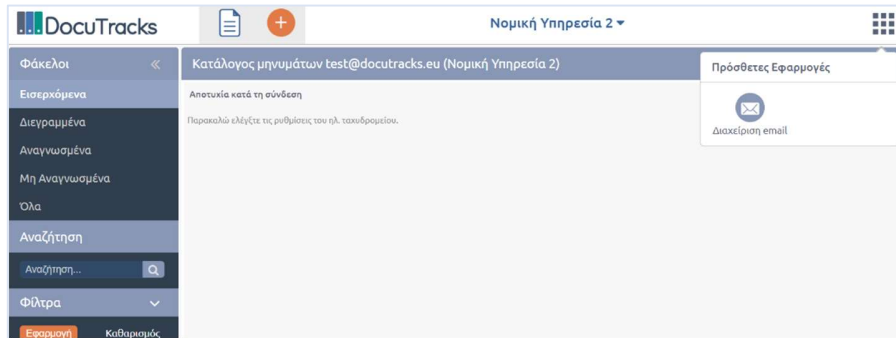 DocuTracks
Νομική Υπηρεσία 2
Φάκελοι
Κατάλογος μηνυμάτων test@docutracks.eu (Νομική Υπηρεσία 2)
Πρόσθετες Εφαρμογές
Εισερχόμενα
Αποτυχία κατά τη σύνδεση
Διεγραμμένα
Παρακαλώ ελέγξτε τις ρυθμίσεις του ηλ. ταχυδρομείου.
Διαχείριση email
Αναγνωσμένα
Μη Αναγνωσμένα
Όλα
Αναζήτηση
Αναζήτηση...
Φίλτρα
Εφαρμογή Καθαρισμός